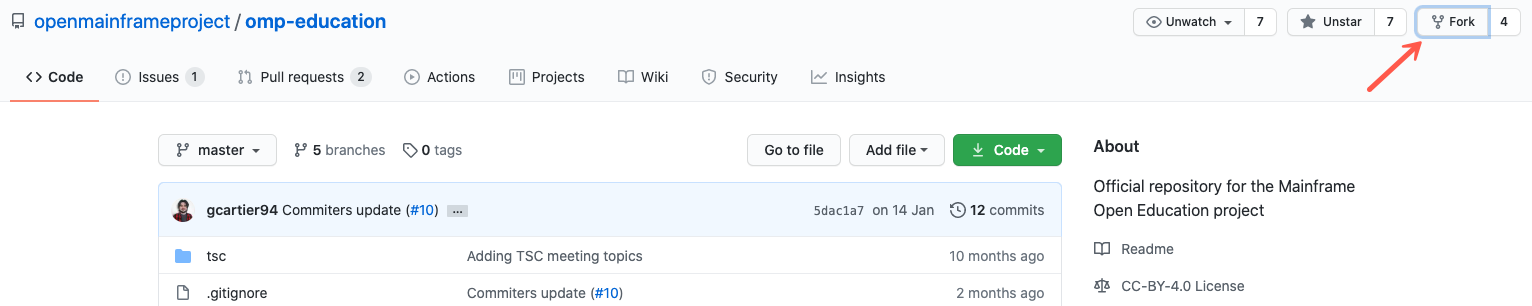 openmainframeproject / omp-education Unwatch 7 Unstar 7 Fork 4
Code Issues 1 Pull requests 2 Actions Projects Wiki Security Insights
master 5 branches 0 tags Go to file Add file Code
About
Official repository for the Mainframe
Open Education project
gcartier94 Commiters update (#10) ... 5dac1a7 on 14 Jan 12 commits
Readme
tsc Adding TSC meeting topics 10 months ago
CC-BY-4.0 License
.gitignore Commiters update (#10) 2 months ago